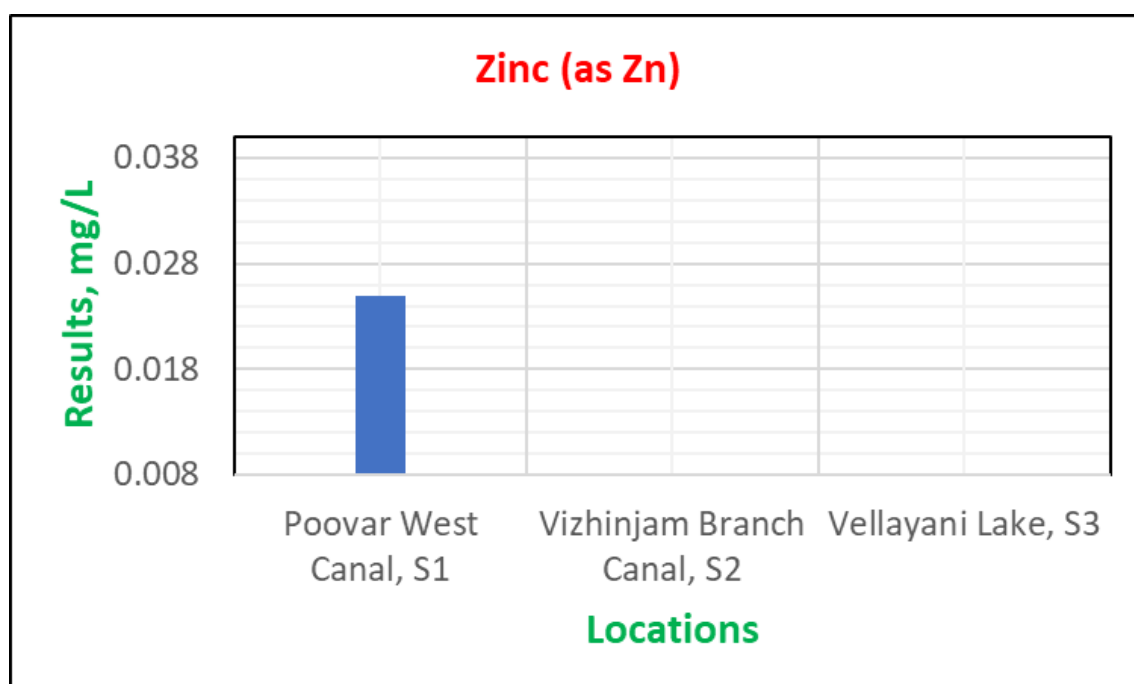 Zinc (as Zn)
Results, mg/L
0.038
0.028
0.018
0.008
Poovar West
Canal, S1
Vizhinjam Branch
Canal, S2
Vellayani Lake, S3
Locations